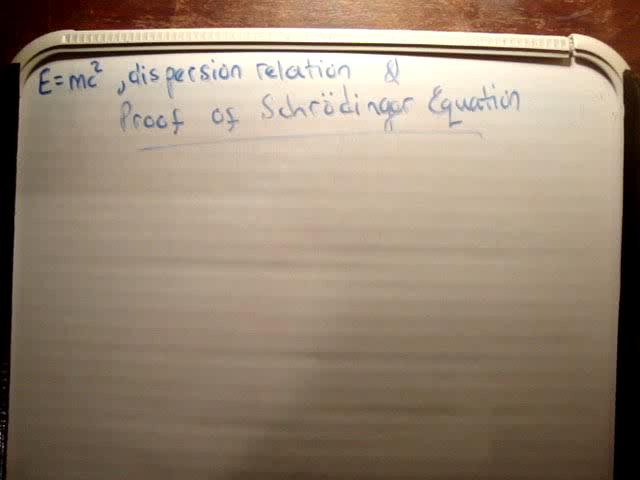 E=mc², dispersion relation &
Proof of Schrödinger Equation